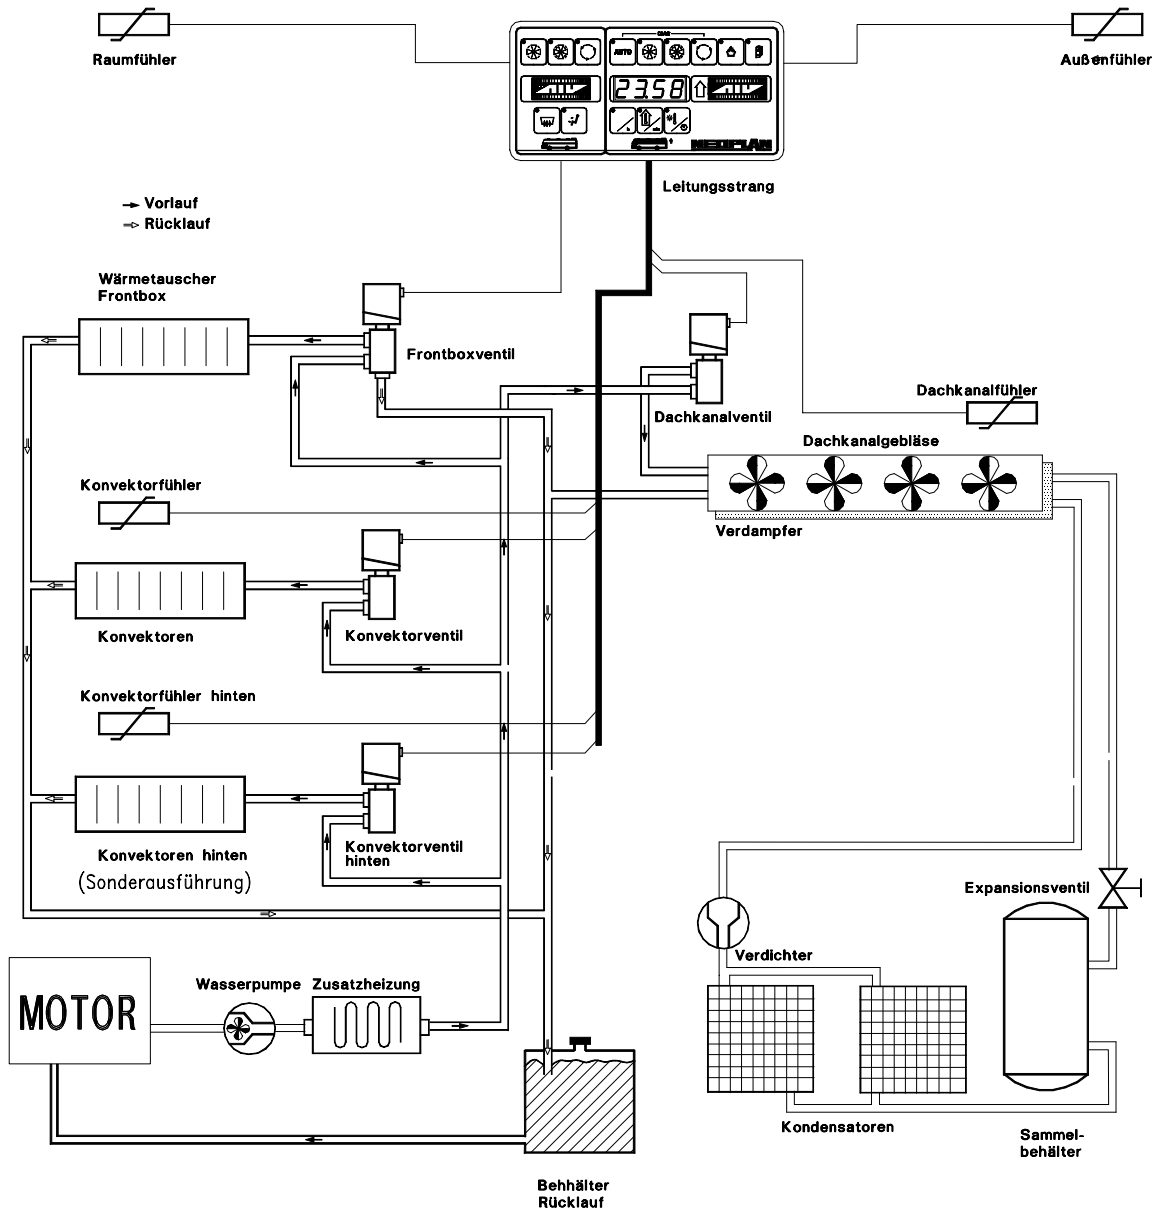 Raumfühler
Außenfühler
AUTO
23.58
NEOPLAN
Leitungsstrang
Vorlauf
Rücklauf
Wärmetauscher
Frontbox
Frontboxventil
Dachkanalventil
Dachkanalfühler
Dachkanalgebläse
Konvektorfühler
Verdampfer
Konvektoren
Konvektorventil
Konvektorfühler hinten
Konvektorventil
hinten
Konvektoren hinten
(Sonderausführung)
Expansionsventil
Verdichter
Wasserpumpe
Zusatzheizung
MOTOR
Kondensatoren
Sammel-
behälter
Behhälter
Rücklauf